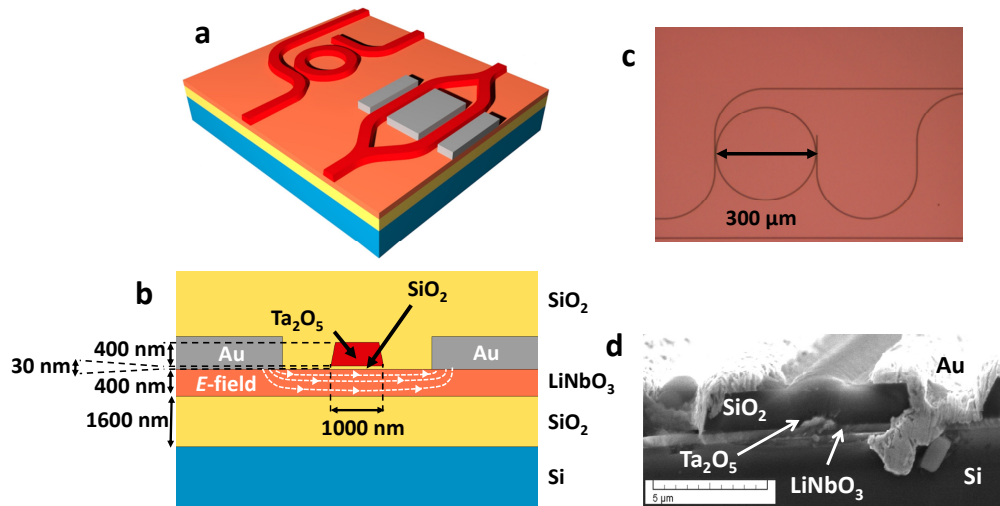 a
c
300 µm
b
SiO2
Ta2O5
SiO2
400 nm
Au
Au
30 nm
400 nm
E-field
LiNbO3
1600 nm
1000 nm
SiO2
Si
d
Au
SiO2
Ta2O5
LiNbO3
Si
5 µm